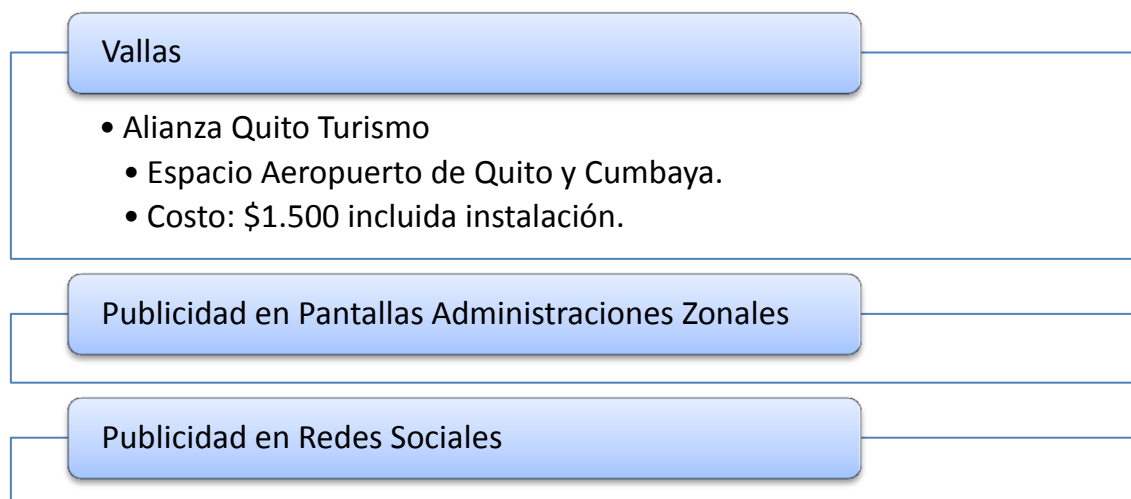 Vallas
• Alianza Quito Turismo
• Espacio Aeropuerto de Quito y Cumbaya.
• Costo: $1.500 incluida instalación.
Publicidad en Pantallas Administraciones Zonales
Publicidad en Redes Sociales